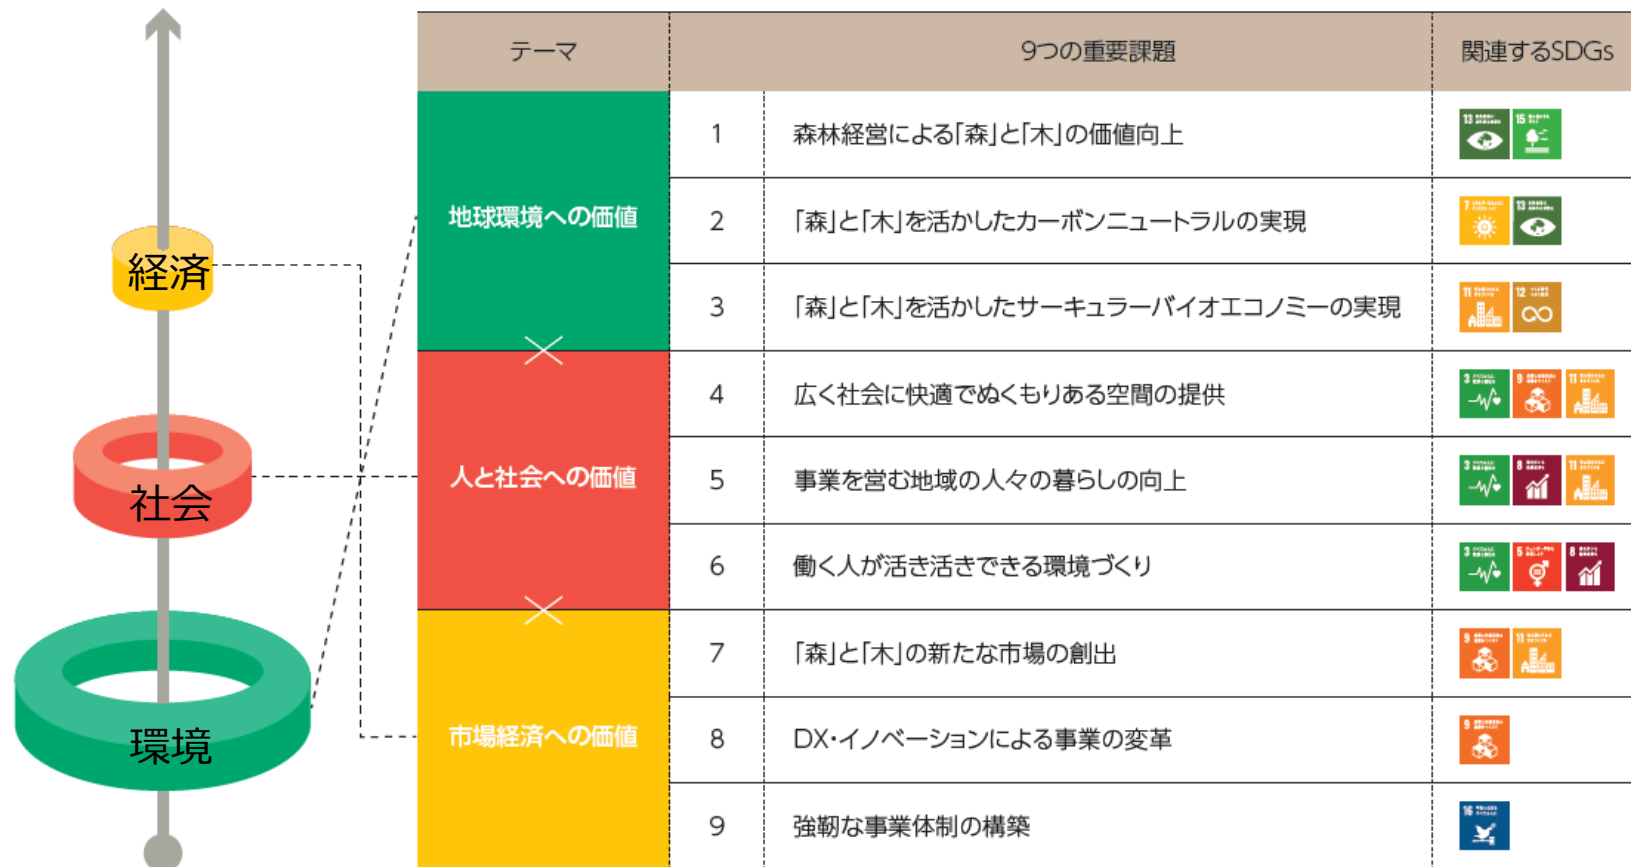 テーマ
9つの重要課題
関連するSDGs
地球環境への価値
1
森林経営による「森」と「木」の価値向上
13
15
2
「森」と「木」を活かしたカーボンニュートラルの実現
7
13
3
「森」と「木」を活かしたサーキュラーバイオエコノミーの実現
11
12
人と社会への価値
4
広く社会に快適でぬくもりある空間の提供
3
9
11
5
事業を営む地域の人々の暮らしの向上
3
8
11
6
働く人が活き活きできる環境づくり
3
5
8
市場経済への価値
7
「森」と「木」の新たな市場の創出
9
11
8
DX・イノベーションによる事業の変革
9
9
強靭な事業体制の構築
16
経済
社会
環境